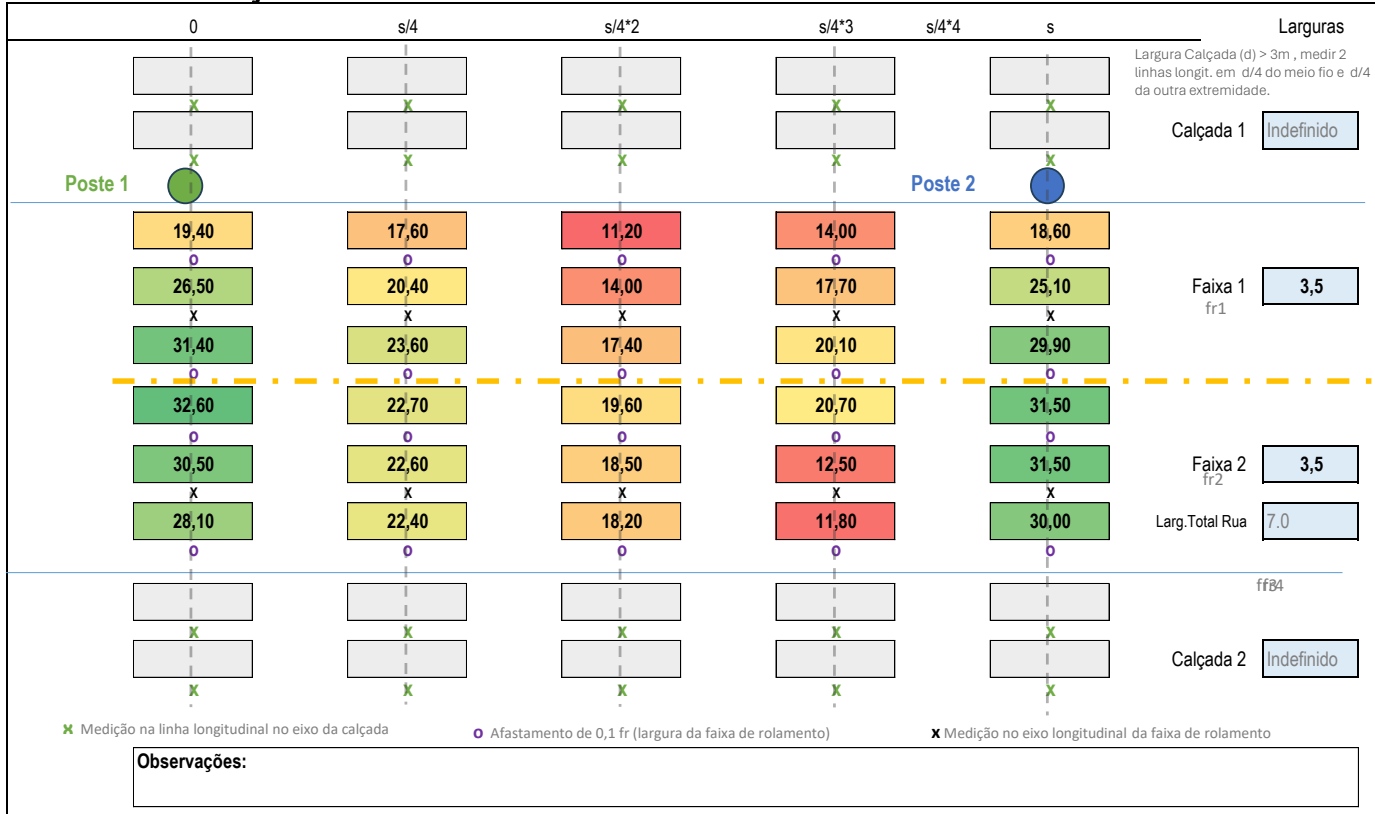 0 s/4 s/4*2 s/4*3 s/4*4 s Larguras
Largura Calçada (d) > 3m , medir 2
linhas longit. em d/4 do meio fio e d/4
da outra extremidade.
x x x x x
Calçada 1 Indefinido
x x x x x
Poste 1 Poste 2
19,40 17,60 11,20 14,00 18,60
o o o o o
26,50 20,40 14,00 17,70 25,10 Faixa 1 3,5
fr1
x x x x x
31,40 23,60 17,40 20,10 29,90
o o o o o
32,60 22,70 19,60 20,70 31,50
o o o o o
30,50 22,60 18,50 12,50 31,50 Faixa 2 3,5
fr2
x x x x x
28,10 22,40 18,20 11,80 30,00 Larg.Total Rua 7.0
o o o o o
x x x x x
Calçada 2 Indefinido
x x x x x
x Medição na linha longitudinal no eixo da calçada o Afastamento de 0,1 fr (largura da faixa de rolamento) x Medição no eixo longitudinal da faixa de rolamento
Observações: